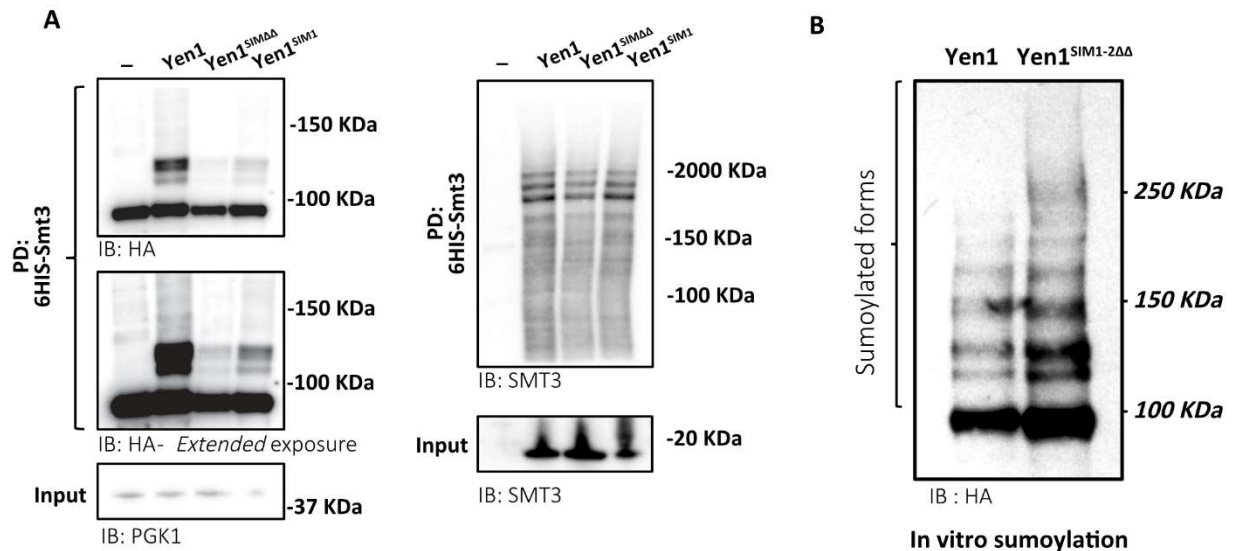 A
– Yen1 Yen1SIMΔΔ Yen1SIM1
PD:
6HIS-Smt3
-150 KDa
-100 KDa
IB: HA
-150 KDa
-100 KDa
IB: HA- Extended exposure
Input
-37 KDa
IB: PGK1
– Yen1 Yen1SIMΔΔ Yen1SIM1
PD:
6HIS-Smt3
-2000 KDa
-150 KDa
-100 KDa
IB: SMT3
Input
-20 KDa
IB: SMT3
B
Yen1 Yen1SIM1-2ΔΔ
Sumoylated forms
- 250 KDa
- 150 KDa
- 100 KDa
IB : HA
In vitro sumoylation